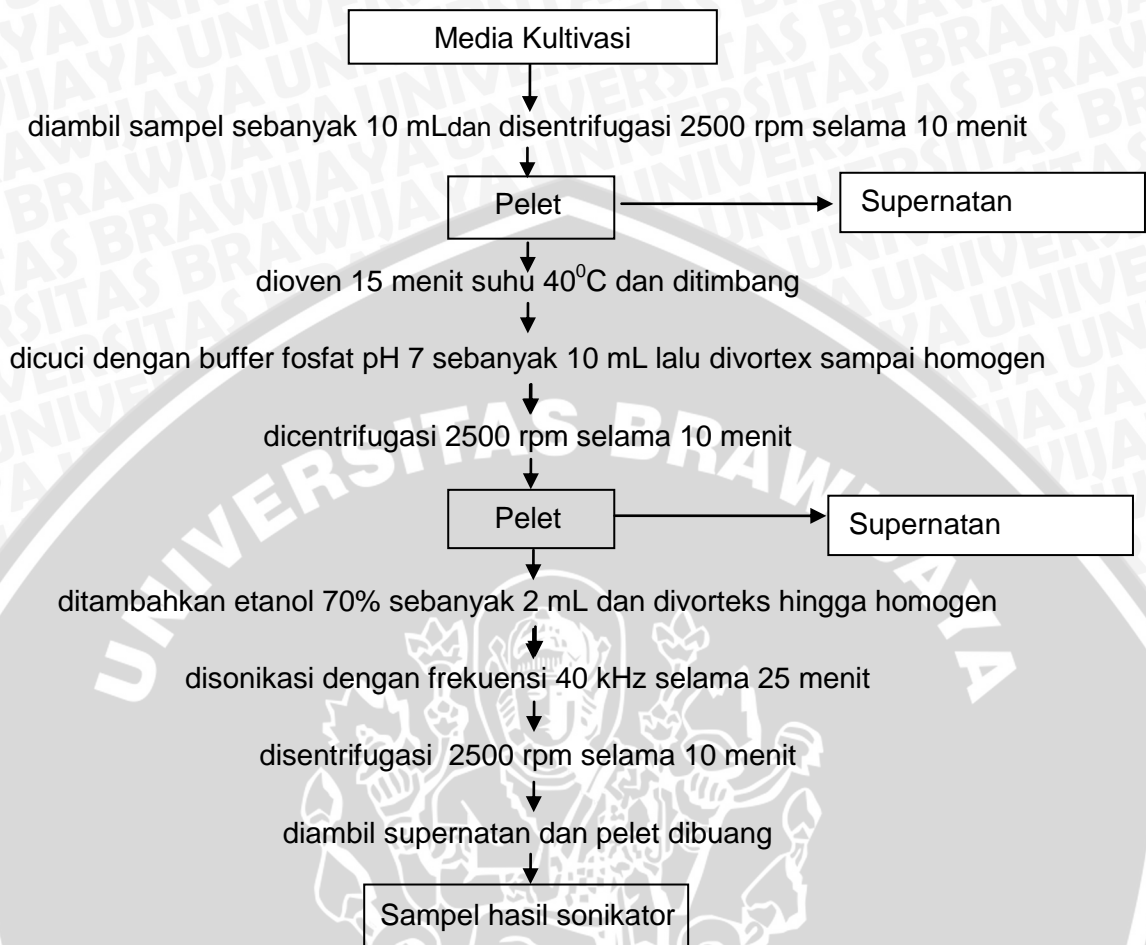 Media Kultivasi
diambil sampel sebanyak 10 mLdan disentrifugasi 2500 rpm selama 10 menit
Pelet
Supernatan
dioven 15 menit suhu 40⁰C dan ditimbang
dicuci dengan buffer fosfat pH 7 sebanyak 10 mL lalu divortex sampai homogen
dicentrifugasi 2500 rpm selama 10 menit
Pelet
Supernatan
ditambahkan etanol 70% sebanyak 2 mL dan divorteks hingga homogen
disonikasi dengan frekuensi 40 kHz selama 25 menit
disentrifugasi 2500 rpm selama 10 menit
diambil supernatan dan pelet dibuang
Sampel hasil sonikator
UNIVERSITAS BRAWIJAYA